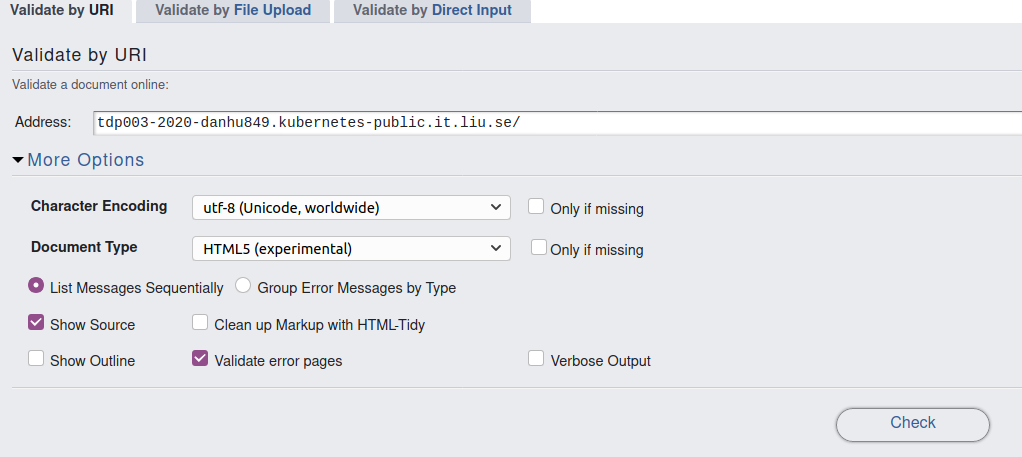 Validate by URI Validate by File Upload Validate by Direct Input
Validate by URI
Validate a document online:
Address: tdp003-2020-danhu849.kubernetes-public.it.liu.se/
More Options
Character Encoding utf-8 (Unicode, worldwide) Only if missing
Document Type HTML5 (experimental) Only if missing
List Messages Sequentially Group Error Messages by Type
Show Source Clean up Markup with HTML-Tidy
Show Outline Validate error pages Verbose Output
Check